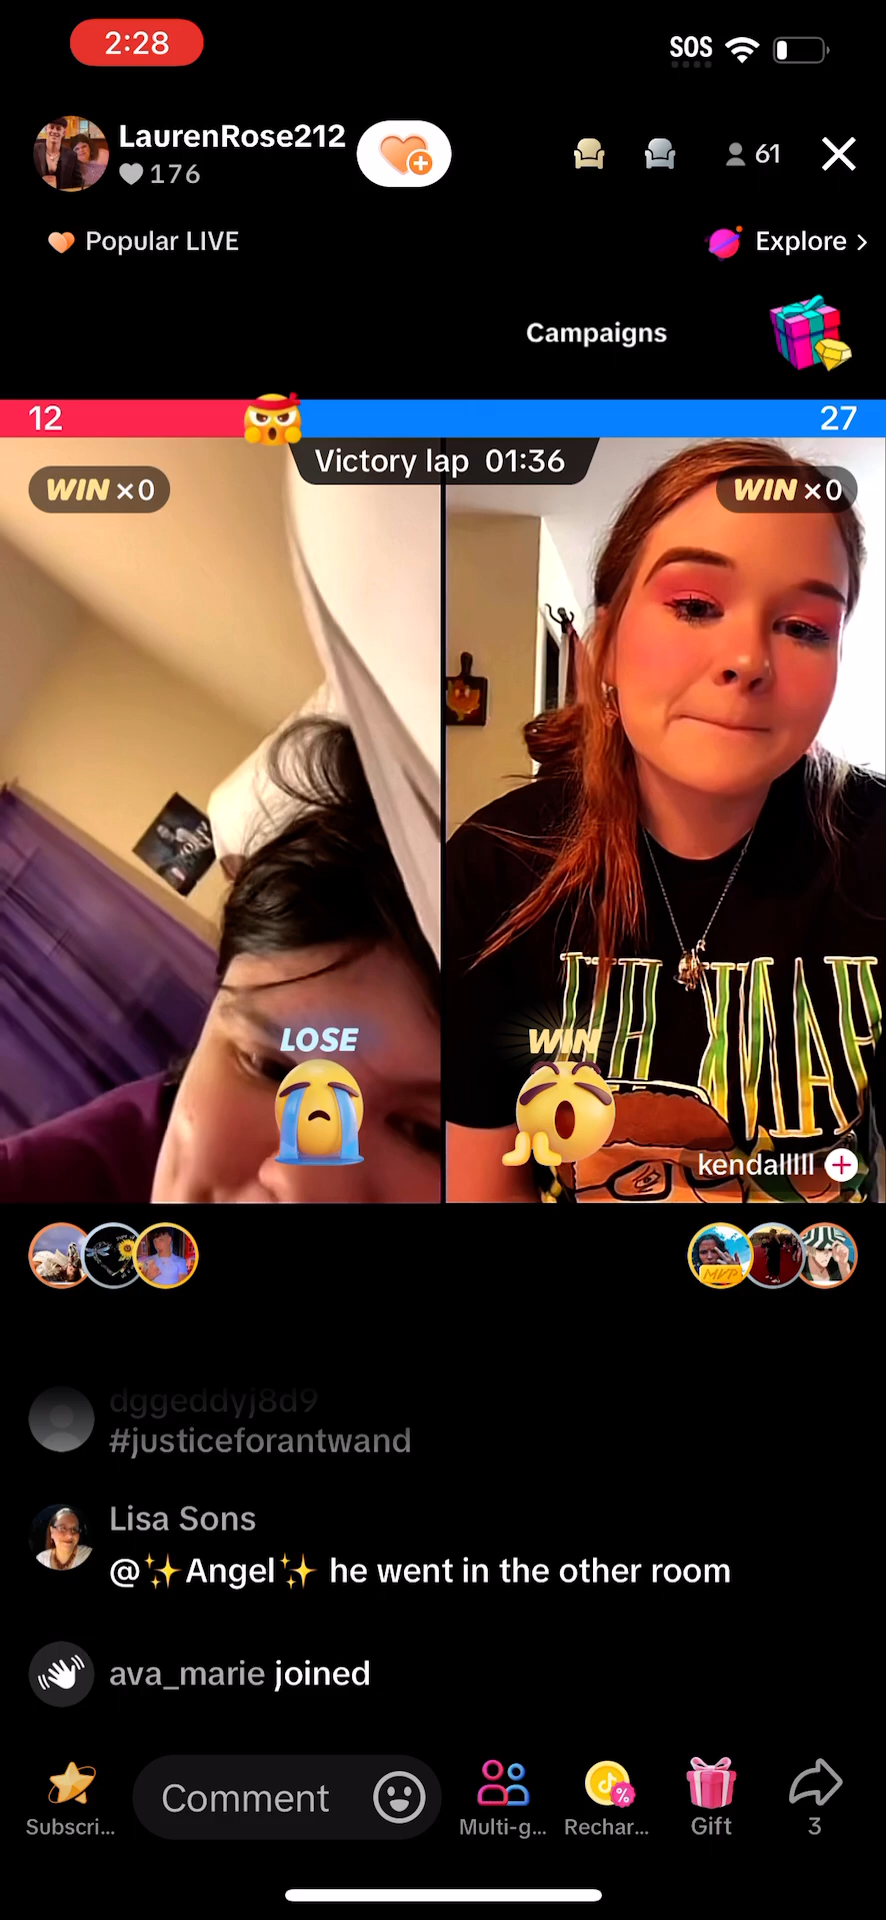 2:28
SOS
LaurenRose212
176
61
Popular LIVE
Explore >
Campaigns
12
27
Victory lap 01:36
WIN ×0
WIN ×0
LOSE
WIN
kendalllll
MVP
dggeddyj8d9
#justiceforantwand
Lisa Sons
@✨Angel✨ he went in the other room
ava_marie joined
Subscri...
Comment
Multi-g...
Rechar...
Gift
3